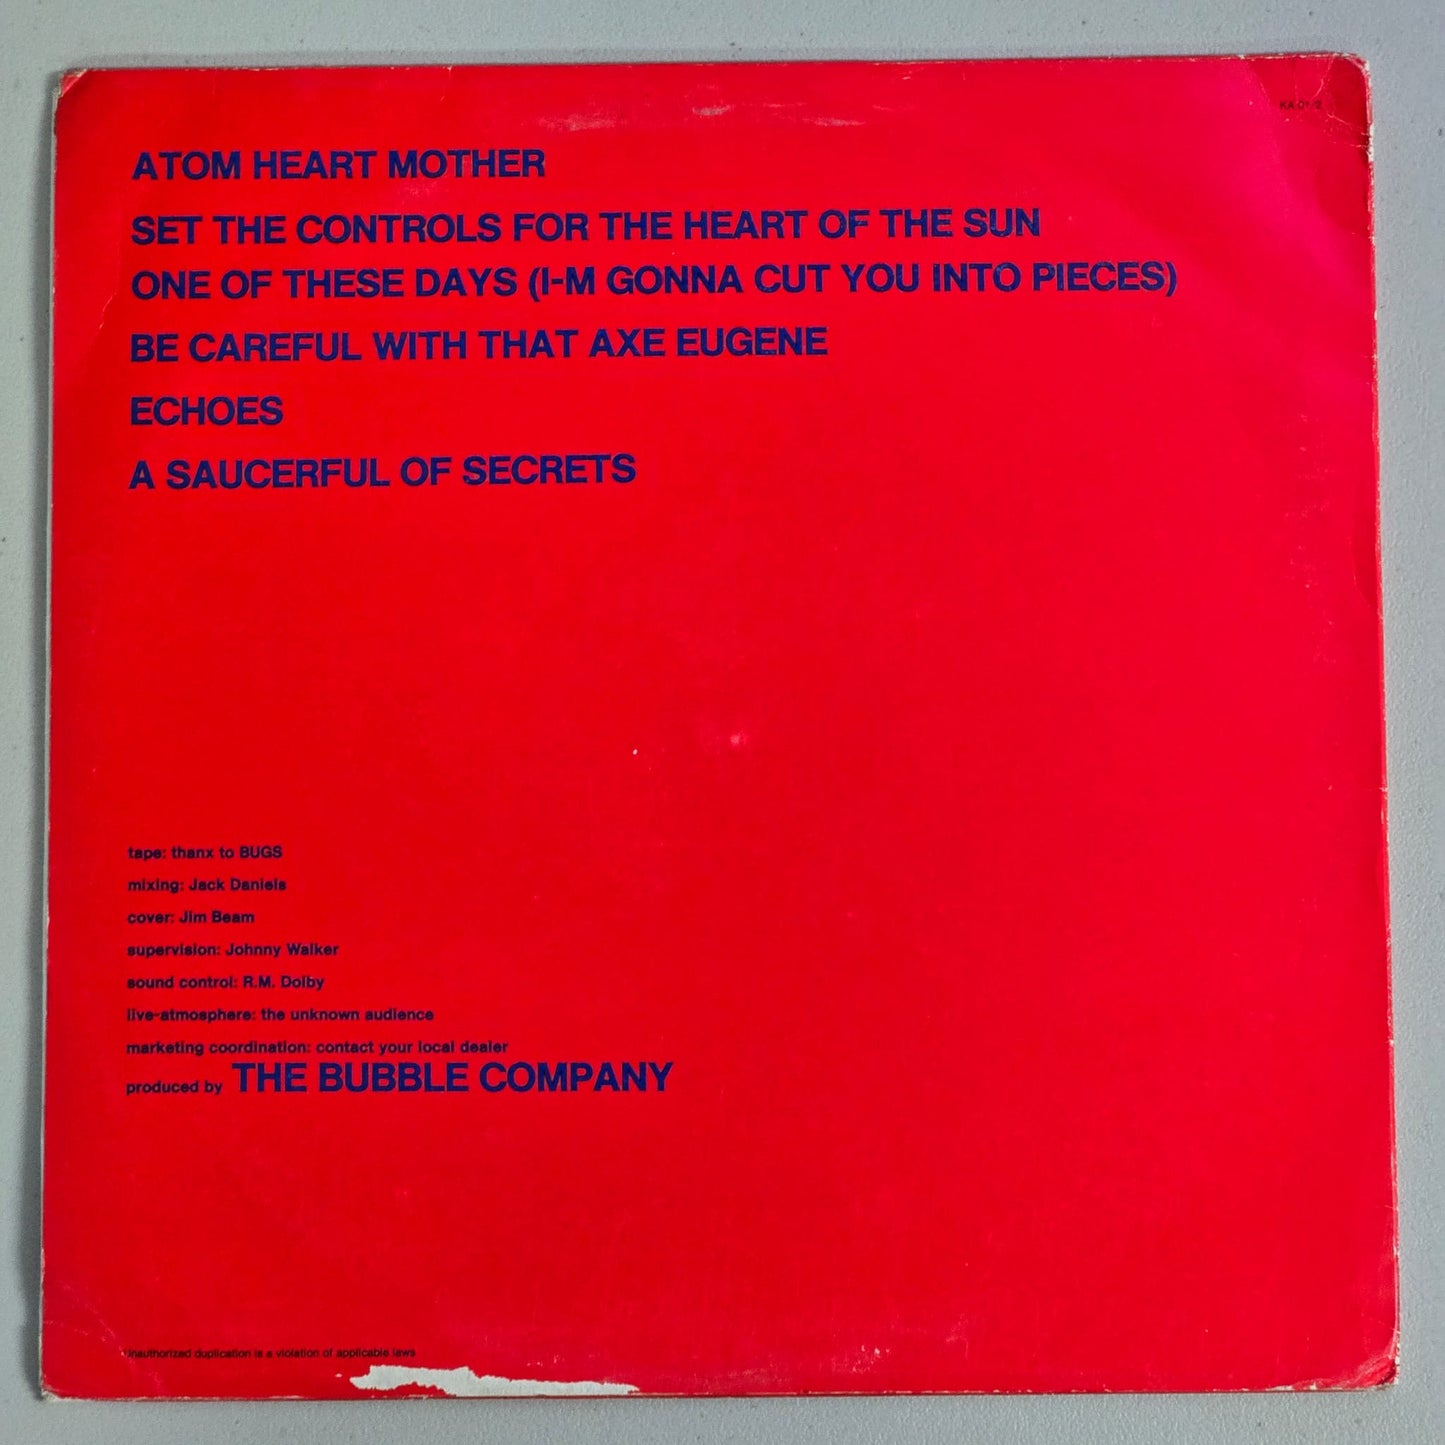 KA 01/2
ATOM HEART MOTHER
SET THE CONTROLS FOR THE HEART OF THE SUN
ONE OF THESE DAYS (I-M GONNA CUT YOU INTO PIECES)
BE CAREFUL WITH THAT AXE EUGENE
ECHOES
A SAUCERFUL OF SECRETS
tape: thanx to BUGS
mixing: Jack Daniels
cover: Jim Beam
supervision: Johnny Walker
sound control: R.M. Dolby
live-atmosphere: the unknown audience
marketing coordination: contact your local dealer
produced by THE BUBBLE COMPANY
Unauthorized duplication is a violation of applicable laws